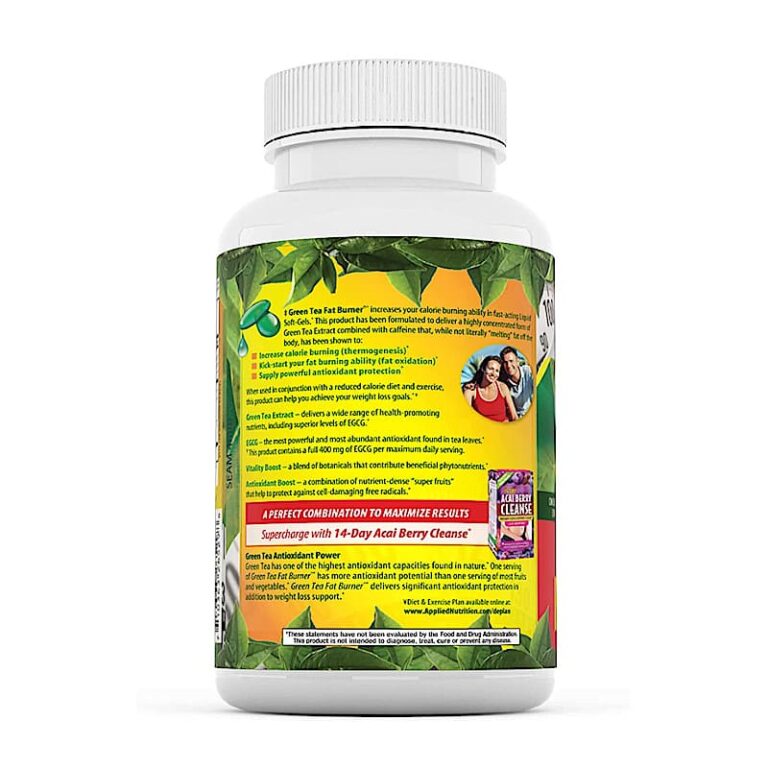 ‡ Green Tea Fat Burner™ increases your calorie burning ability in fast-acting Liquid
Soft-Gels.* This product has been formulated to deliver a highly concentrated form of
Green Tea Extract combined with caffeine that, while not literally "melting" fat off the
body, has been shown to:
Increase calorie burning (thermogenesis)*
Kick-start your fat burning ability (fat oxidation)*
Supply powerful antioxidant protection*
When used in conjunction with a reduced calorie diet and exercise,
this product can help you achieve your weight loss goals.*¥
Green Tea Extract – delivers a wide range of health-promoting
nutrients, including superior levels of EGCG.*
EGCG – the most powerful and most abundant antioxidant found in tea leaves.*
This product contains a full 400 mg of EGCG per maximum daily serving.
Vitality Boost – a blend of botanicals that contribute beneficial phytonutrients.*
Antioxidant Boost – a combination of nutrient-dense "super fruits"
that help to protect against cell-damaging free radicals.*
A PERFECT COMBINATION TO MAXIMIZE RESULTS
Supercharge with 14-Day Acai Berry Cleanse*
ACAI BERRY
CLEANSE
Green Tea Antioxidant Power
Green Tea has one of the highest antioxidant capacities found in nature.* One serving
of Green Tea Fat Burner™ has more antioxidant potential than one serving of most fruits
and vegetables.* Green Tea Fat Burner™ delivers significant antioxidant protection in
addition to weight loss support.*
¥Diet & Exercise Plan available online at:
www.AppliedNutrition.com/deplan
*These statements have not been evaluated by the Food and Drug Administration.
This product is not intended to diagnose, treat, cure or prevent any disease.
SEAM
90